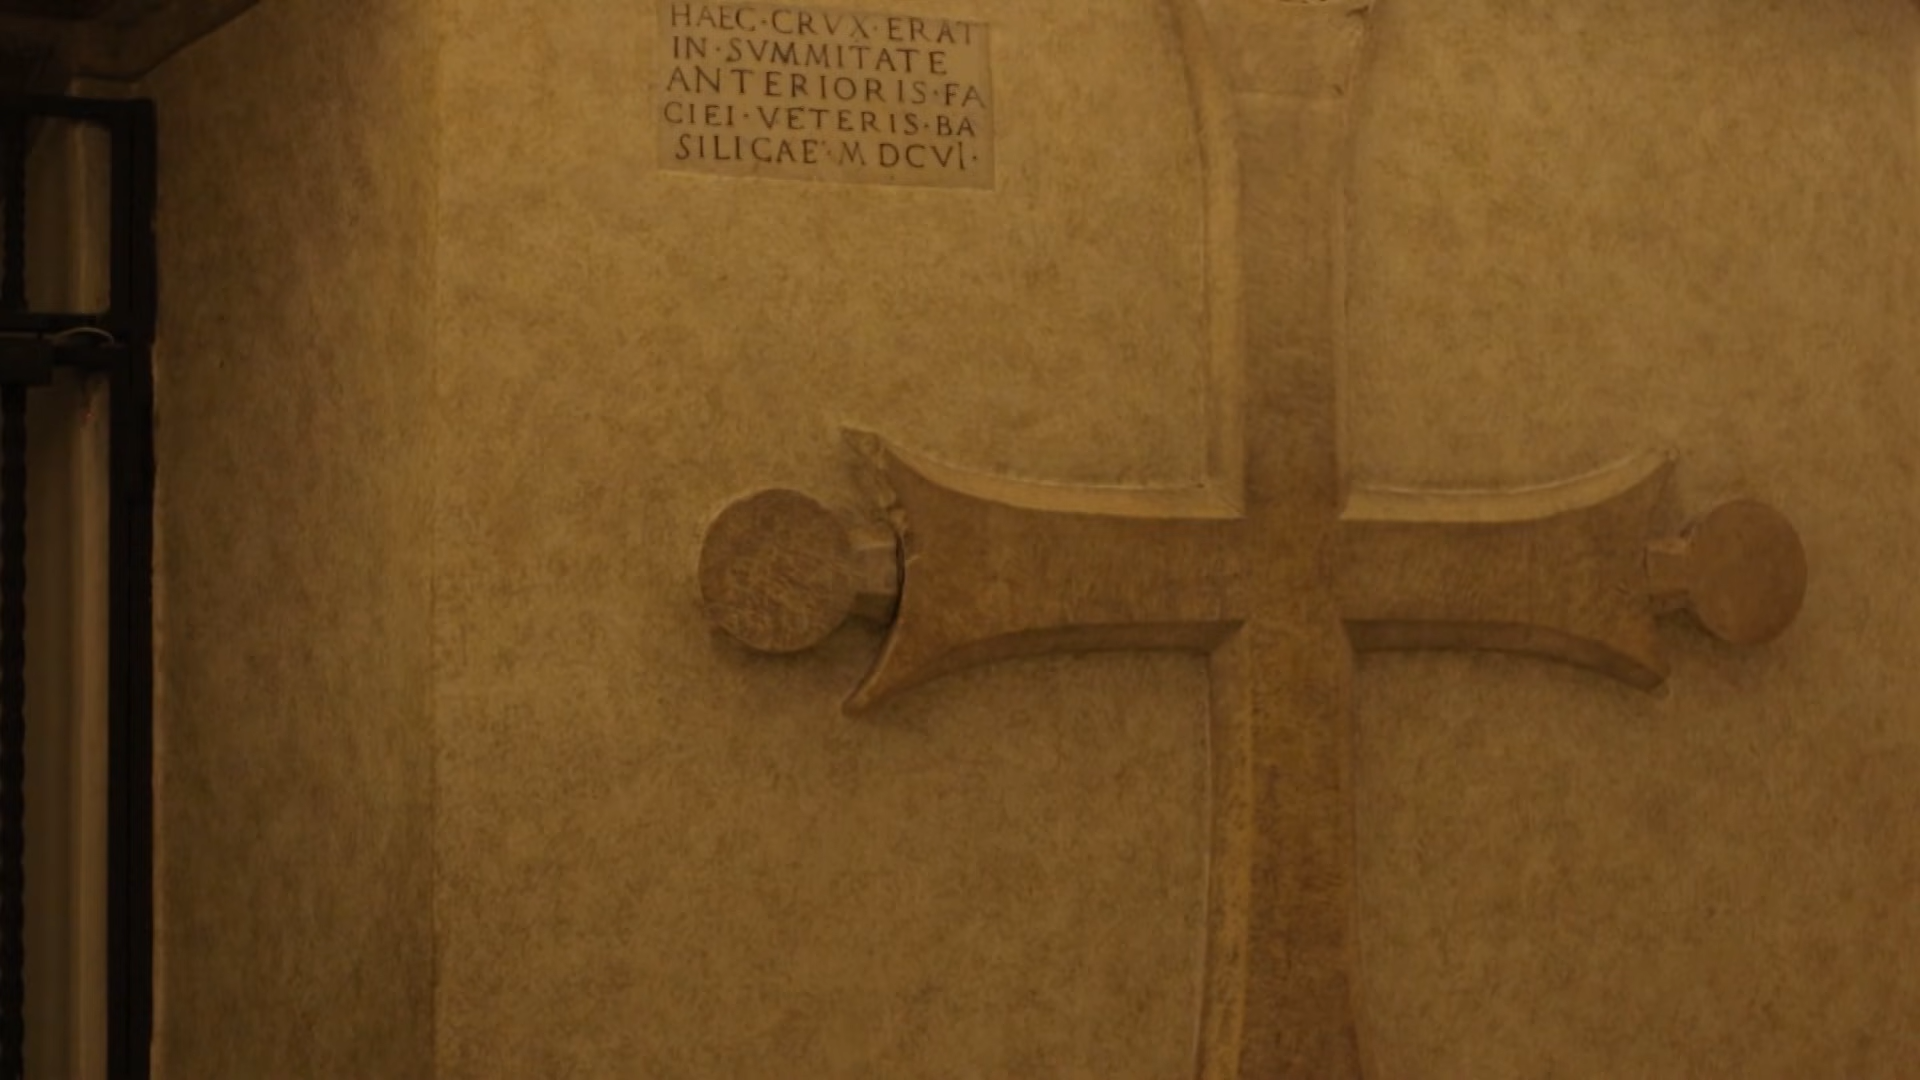 HAEC·CRVX·ERAT
IN·SVMMITATE
ANTERIORIS·FA
CIEI·VETERIS·BA
SILICAE·MDCVI·